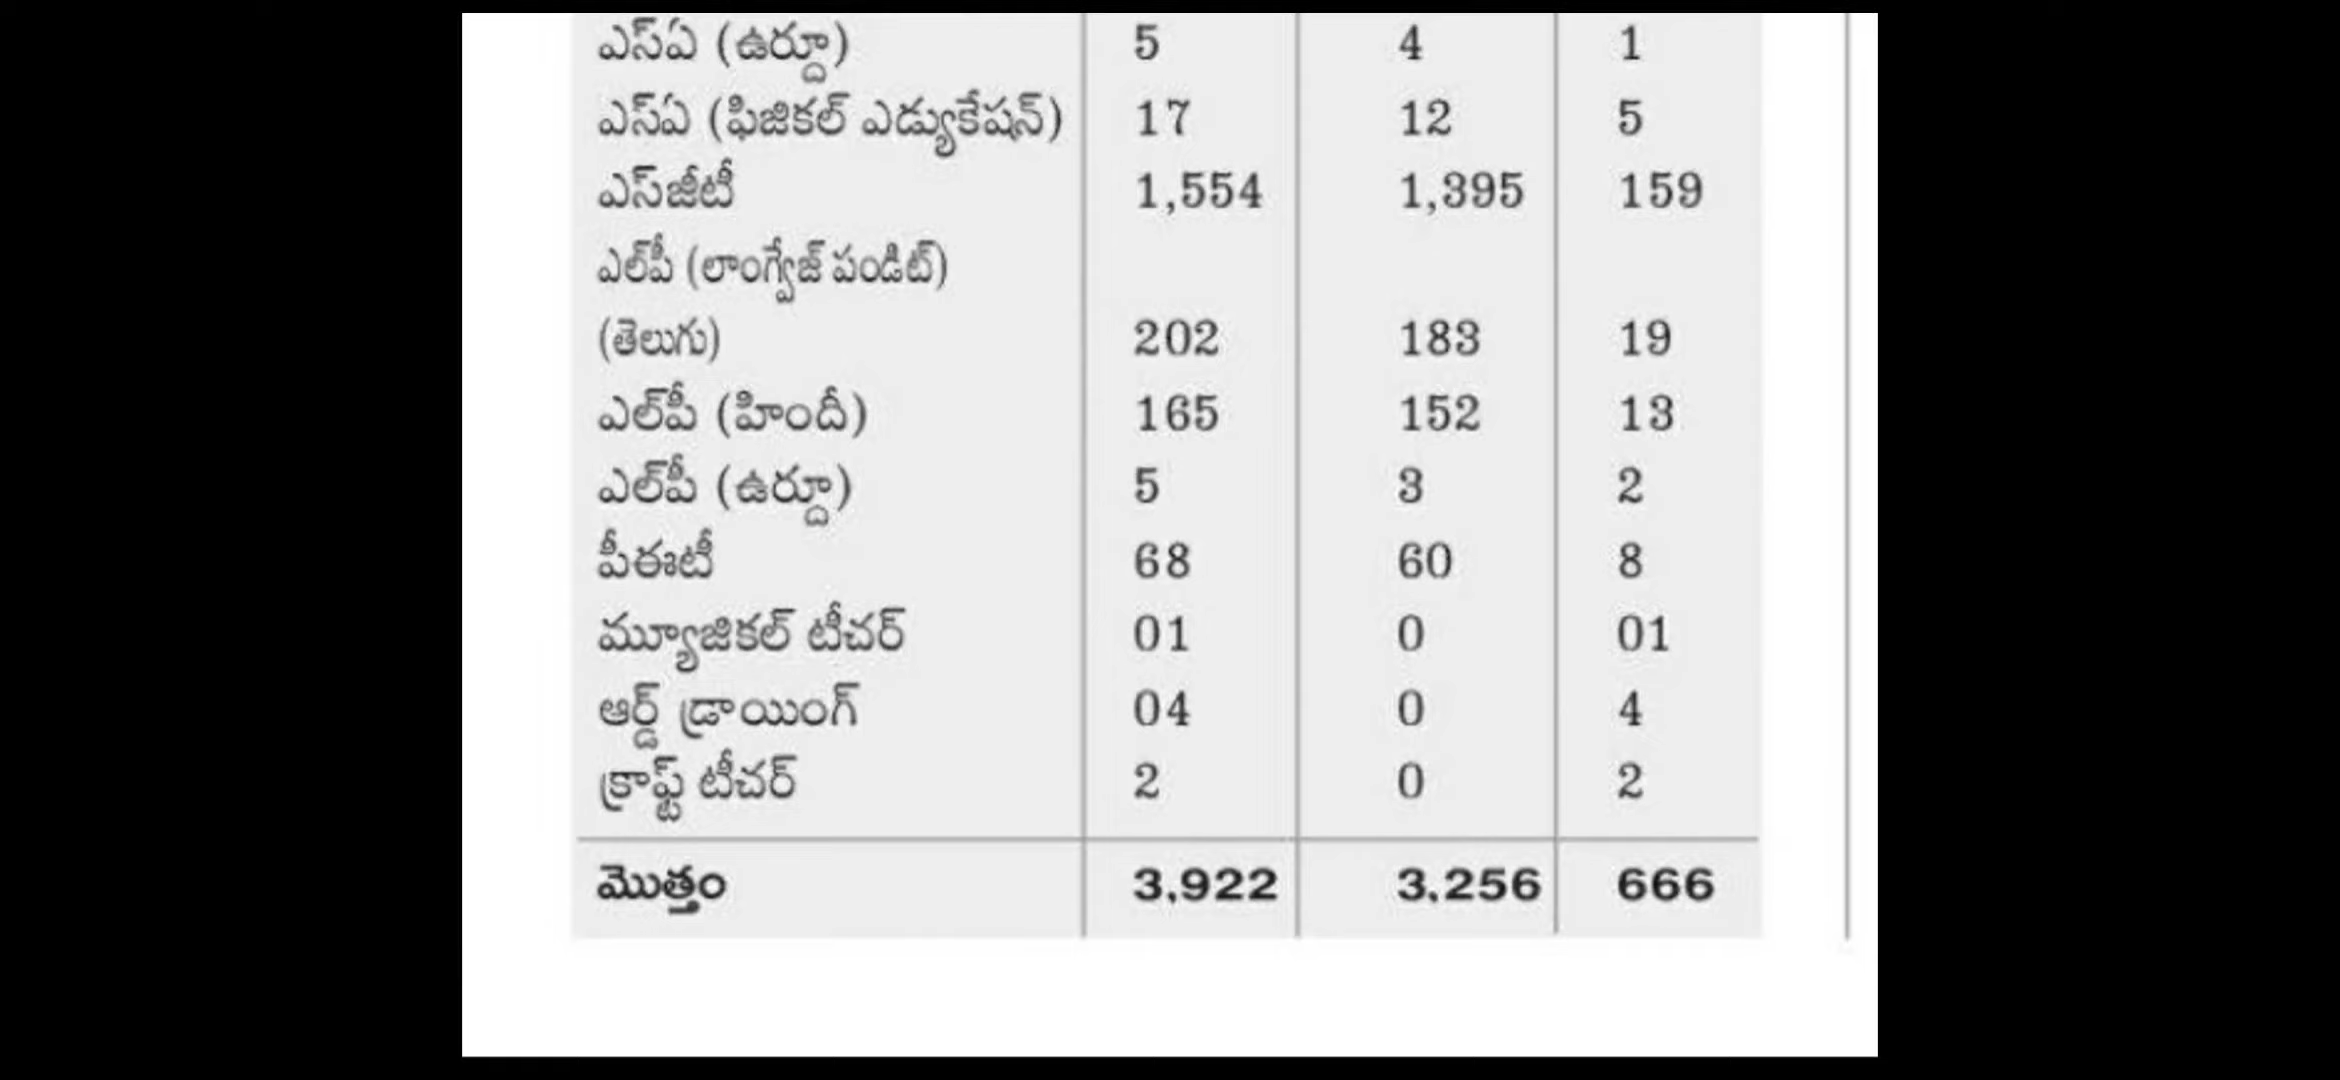 ఎస్ఏ (ఉర్దూ) 5 4 1
ఎస్ఏ (ఫిజికల్ ఎడ్యుకేషన్) 17 12 5
ఎస్‌జీటీ 1,554 1,395 159
ఎల్‌పీ (లాంగ్వేజ్ పండిట్)
(తెలుగు) 202 183 19
ఎల్‌పీ (హిందీ) 165 152 13
ఎల్‌పీ (ఉర్దూ) 5 3 2
పీఈటీ 68 60 8
మ్యూజికల్ టీచర్ 01 0 01
ఆర్డ్ డ్రాయింగ్ 04 0 4
క్రాఫ్ట్ టీచర్ 2 0 2
మొత్తం 3,922 3,256 666